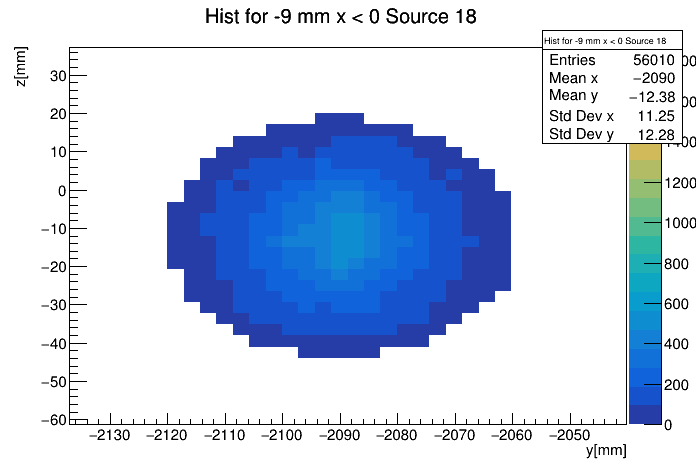 Hist for -9 mm x < 0 Source 18
Hist for -9 mm x < 0 Source 18
Entries 56010
Mean x −2090
Mean y −12.38
Std Dev x 11.25
Std Dev y 12.28
z[mm]
30
20
10
0
−10
−20
−30
−40
−50
−60
−2130 −2120 −2110 −2100 −2090 −2080 −2070 −2060 −2050
y[mm]
1200
1000
800
600
400
200
0